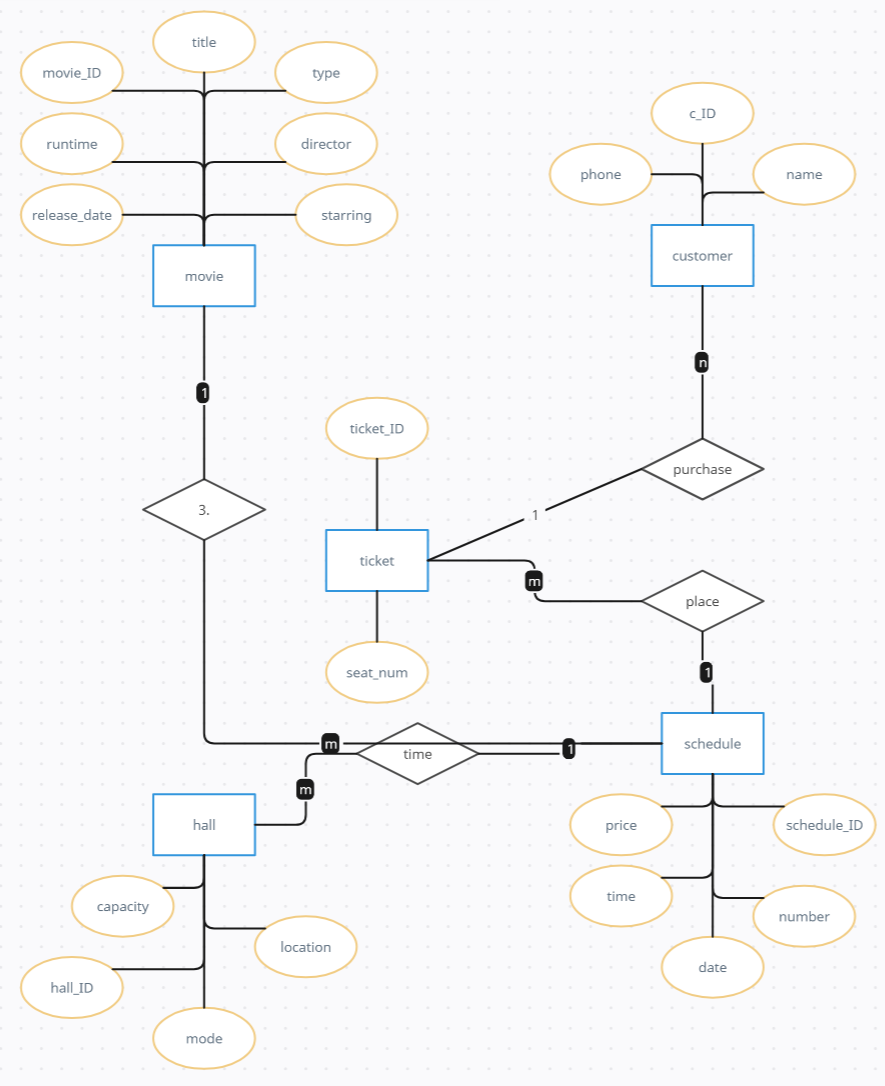 title
movie_ID
type
c_ID
runtime
director
phone
name
release_date
starring
customer
movie
n
1
ticket_ID
purchase
3.
1
ticket
m
place
seat_num
1
m
time
1
schedule
m
hall
price
schedule_ID
capacity
time
number
location
date
hall_ID
mode